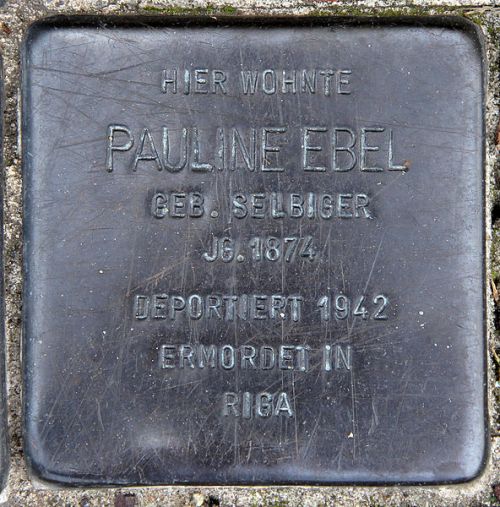 HIER WOHNTE
PAULINE EBEL
GEB. SELBIGER
JG. 1874
DEPORTIERT 1942
ERMORDET IN
RIGA